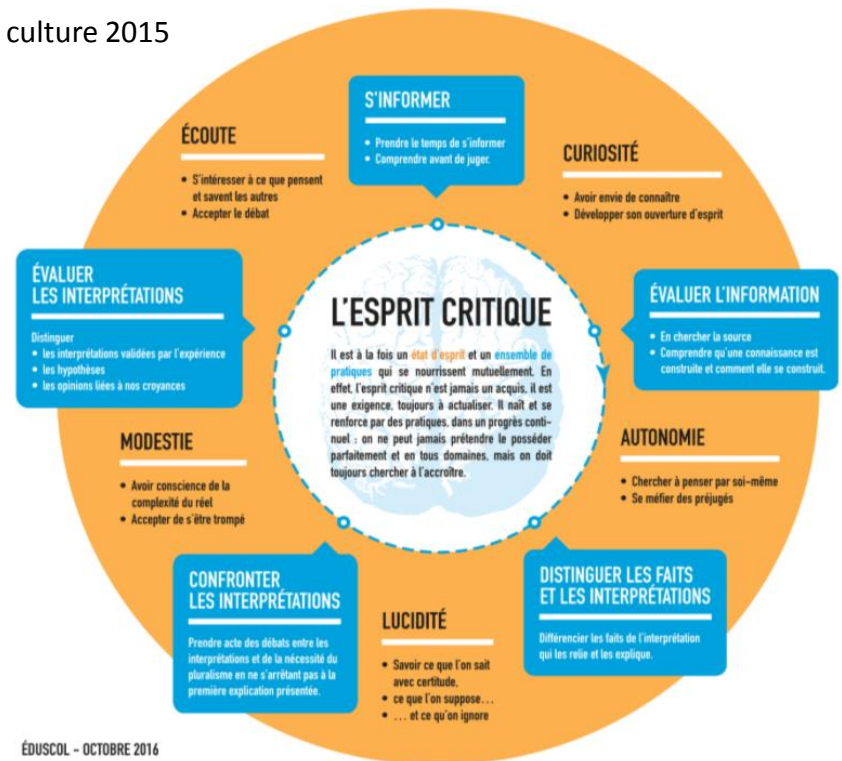 culture 2015
S'INFORMER
• Prendre le temps de s'informer
• Comprendre avant de juger.
CURIOSITÉ
• Avoir envie de connaître
• Développer son ouverture d'esprit
ÉVALUER L'INFORMATION
• En chercher la source
• Comprendre qu'une connaissance est
construite et comment elle se construit.
AUTONOMIE
• Chercher à penser par soi-même
• Se méfier des préjugés
DISTINGUER LES FAITS
ET LES INTERPRÉTATIONS
Différencier les faits de l'interprétation
qui les relie et les explique.
LUCIDITÉ
• Savoir ce que l'on sait
avec certitude,
• ce que l'on suppose…
• … et ce qu'on ignore
CONFRONTER
LES INTERPRÉTATIONS
Prendre acte des débats entre les
interprétations et de la nécessité du
pluralisme en ne s'arrêtant pas à la
première explication présentée.
MODESTIE
• Avoir conscience de la
complexité du réel
• Accepter de s'être trompé
ÉVALUER
LES INTERPRÉTATIONS
Distinguer
• les interprétations validées par l'expérience
• les hypothèses
• les opinions liées à nos croyances
ÉCOUTE
• S'intéresser à ce que pensent
et savent les autres
• Accepter le débat
L'ESPRIT CRITIQUE
Il est à la fois un état d'esprit et un ensemble de
pratiques qui se nourrissent mutuellement. En
effet, l'esprit critique n'est jamais un acquis, il est
une exigence, toujours à actualiser. Il naît et se
renforce par des pratiques, dans un progrès conti-
nuel : on ne peut jamais prétendre le posséder
parfaitement et en tous domaines, mais on doit
toujours chercher à l'accroître.
ÉDUSCOL - OCTOBRE 2016